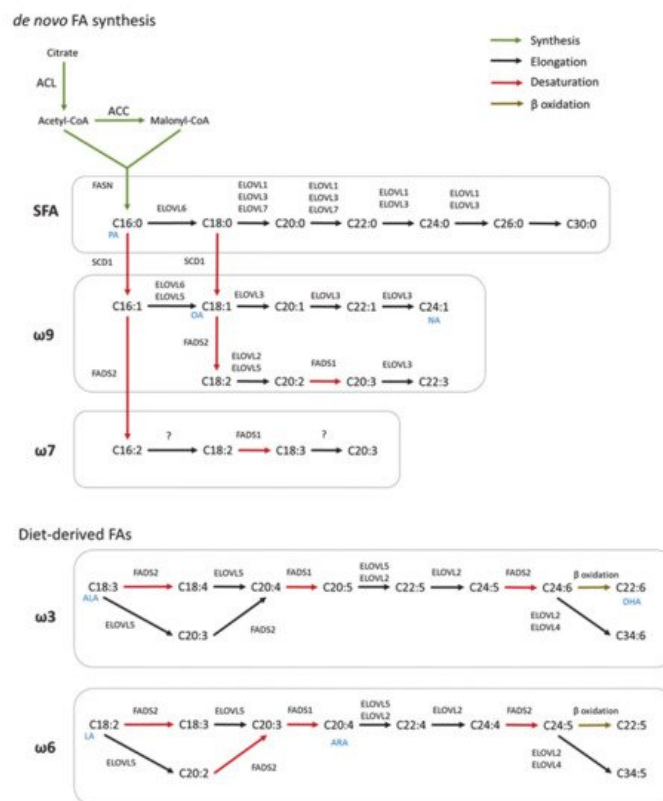 de novo FA synthesis
Citrate
ACL
Acetyl-CoA
ACC
Malonyl-CoA
Synthesis
Elongation
Desaturation
β oxidation
FASN
SFA
ELOVL6
ELOVL1
ELOVL3
ELOVL7
ELOVL1
ELOVL3
ELOVL7
ELOVL1
ELOVL3
ELOVL1
ELOVL3
C16:0 C18:0 C20:0 C22:0 C24:0 C26:0 C30:0
PA
SCD1 SCD1
ω9
ELOVL6
ELOVL5
ELOVL3 ELOVL3 ELOVL3
C16:1 C18:1 C20:1 C22:1 C24:1
OA NA
FADS2
FADS2
ELOVL2
ELOVL5
FADS1 ELOVL3
C18:2 C20:2 C20:3 C22:3
ω7
? FADS1 ?
C16:2 C18:2 C18:3 C20:3
Diet-derived FAs
ω3
FADS2 ELOVL5 FADS1
ELOVL5
ELOVL2
ELOVL2 FADS2 β oxidation
C18:3 C18:4 C20:4 C20:5 C22:5 C24:5 C24:6 C22:6
ALA DHA
ELOVL5 FADS2
ELOVL2
ELOVL4
C20:3 C34:6
ω6
FADS2 ELOVL5 FADS1
ELOVL5
ELOVL2
ELOVL2 FADS2 β oxidation
C18:2 C18:3 C20:3 C20:4 C22:4 C24:4 C24:5 C22:5
LA ARA
ELOVL5 FADS2
ELOVL2
ELOVL4
C20:2 C34:5